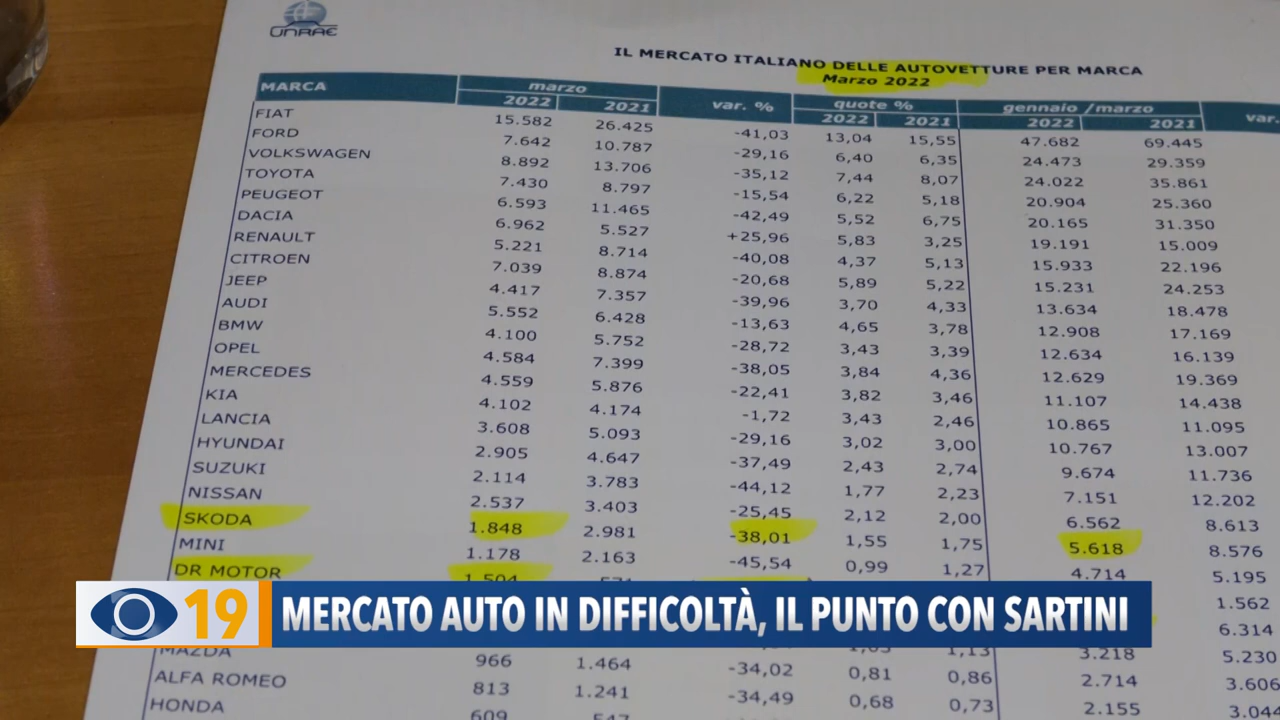 UNRAE
IL MERCATO ITALIANO DELLE AUTOVETTURE PER MARCA
Marzo 2022
MARCA marzo var. % quote % gennaio /marzo var.
2022 2021 2022 2021 2022 2021
FIAT 15.582 26.425 -41,03 13,04 15,55 47.682 69.445
FORD 7.642 10.787 -29,16 6,40 6,35 24.473 29.359
VOLKSWAGEN 8.892 13.706 -35,12 7,44 8,07 24.022 35.861
TOYOTA 7.430 8.797 -15,54 6,22 5,18 20.904 25.360
PEUGEOT 6.593 11.465 -42,49 5,52 6,75 20.165 31.350
DACIA 6.962 5.527 +25,96 5,83 3,25 19.191 15.009
RENAULT 5.221 8.714 -40,08 4,37 5,13 15.933 22.196
CITROEN 7.039 8.874 -20,68 5,89 5,22 15.231 24.253
JEEP 4.417 7.357 -39,96 3,70 4,33 13.634 18.478
AUDI 5.552 6.428 -13,63 4,65 3,78 12.908 17.169
BMW 4.100 5.752 -28,72 3,43 3,39 12.634 16.139
OPEL 4.584 7.399 -38,05 3,84 4,36 12.629 19.369
MERCEDES 4.559 5.876 -22,41 3,82 3,46 11.107 14.438
KIA 4.102 4.174 -1,72 3,43 2,46 10.865 11.095
LANCIA 3.608 5.093 -29,16 3,02 3,00 10.767 13.007
HYUNDAI 2.905 4.647 -37,49 2,43 2,74 9.674 11.736
SUZUKI 2.114 3.783 -44,12 1,77 2,23 7.151 12.202
NISSAN 2.537 3.403 -25,45 2,12 2,00 6.562 8.613
SKODA 1.848 2.981 -38,01 1,55 1,75 5.618 8.576
MINI 1.178 2.163 -45,54 0,99 1,27 4.714 5.195
DR MOTOR 1.504 1.562
6.314
1,13 3.218 5.230
MAZDA 966 1.464 -34,02 0,81 0,86 2.714 3.606
ALFA ROMEO 813 1.241 -34,49 0,68 0,73 2.155 3.044
HONDA 609
19 MERCATO AUTO IN DIFFICOLTÀ, IL PUNTO CON SARTINI